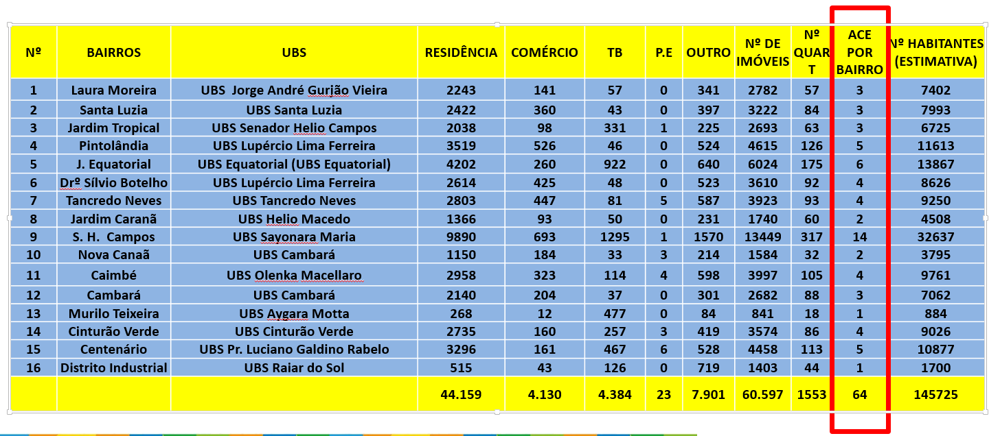 Nº BAIRROS UBS RESIDÊNCIA COMÉRCIO TB P.E OUTRO Nº DE IMÓVEIS Nº QUART ACE POR BAIRRO Nº HABITANTES (ESTIMATIVA)
1 Laura Moreira UBS Jorge André Gurjão Vieira 2243 141 57 0 341 2782 57 3 7402
2 Santa Luzia UBS Santa Luzia 2422 360 43 0 397 3222 84 3 7993
3 Jardim Tropical UBS Senador Helio Campos 2038 98 331 1 225 2693 63 3 6725
4 Pintolândia UBS Lupércio Lima Ferreira 3519 526 46 0 524 4615 126 5 11613
5 J. Equatorial UBS Equatorial (UBS Equatorial) 4202 260 922 0 640 6024 175 6 13867
6 Drº Sílvio Botelho UBS Lupércio Lima Ferreira 2614 425 48 0 523 3610 92 4 8626
7 Tancredo Neves UBS Tancredo Neves 2803 447 81 5 587 3923 93 4 9250
8 Jardim Caranã UBS Helio Macedo 1366 93 50 0 231 1740 60 2 4508
9 S. H. Campos UBS Sayonara Maria 9890 693 1295 1 1570 13449 317 14 32637
10 Nova Canaã UBS Cambará 1150 184 33 3 214 1584 32 2 3795
11 Caimbé UBS Olenka Macellaro 2958 323 114 4 598 3997 105 4 9761
12 Cambará UBS Cambará 2140 204 37 0 301 2682 88 3 7062
13 Murilo Teixeira UBS Aygara Motta 268 12 477 0 84 841 18 1 884
14 Cinturão Verde UBS Cinturão Verde 2735 160 257 3 419 3574 86 4 9026
15 Centenário UBS Pr. Luciano Galdino Rabelo 3296 161 467 6 528 4458 113 5 10877
16 Distrito Industrial UBS Raiar do Sol 515 43 126 0 719 1403 44 1 1700
44.159 4.130 4.384 23 7.901 60.597 1553 64 145725